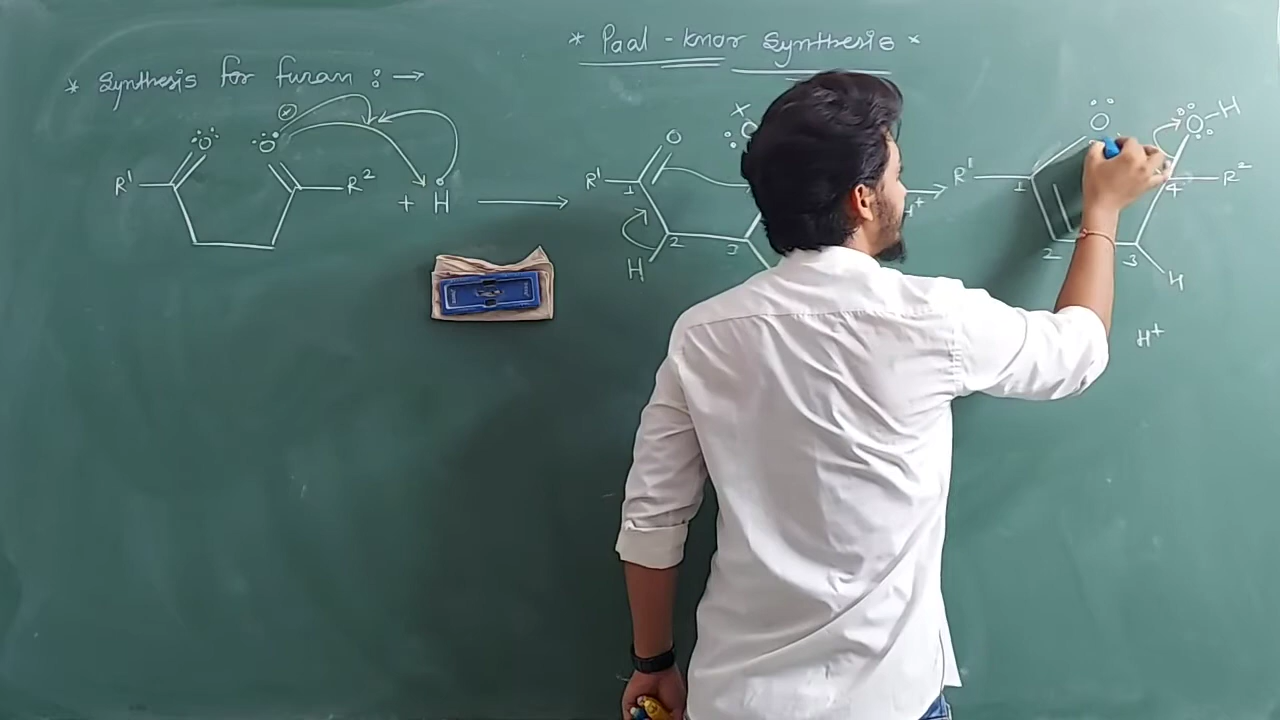 * Paal - Knor Synthesis *
* Synthesis for furan : →
R¹ O O R² + H →
R¹ O 1 2 3 H
H⁺ →
R¹ O O-H R² 1 2 3 4 H
H⁺